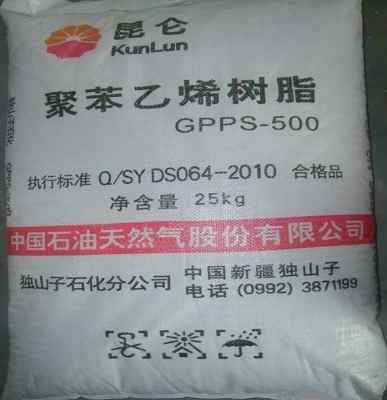 昆仑
KunLun
聚苯乙烯树脂
GPPS-500
执行标准 Q/SY DS064-2010 合格品
净含量 25kg
中国石油天然气股份有限公司
独山子石化分公司
中国新疆独山子
电话 (0992) 3871199